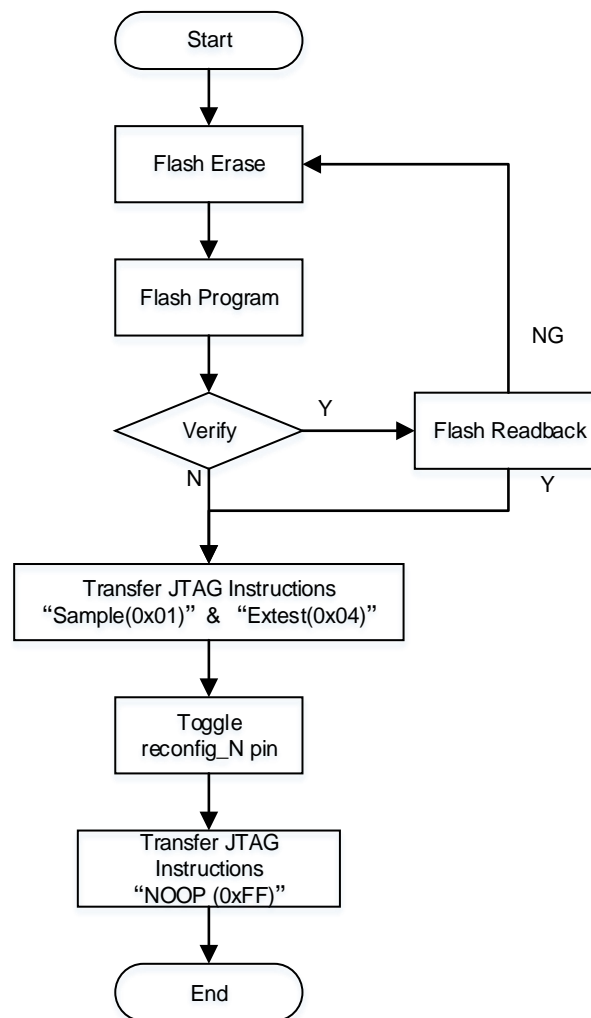 Start
Flash Erase
Flash Program
NG
Y
Verify
Flash Readback
N
Y
Transfer JTAG Instructions
“Sample(0x01)” & “Extest(0x04)”
Toggle
reconfig_N pin
Transfer JTAG
Instructions
“NOOP (0xFF)”
End